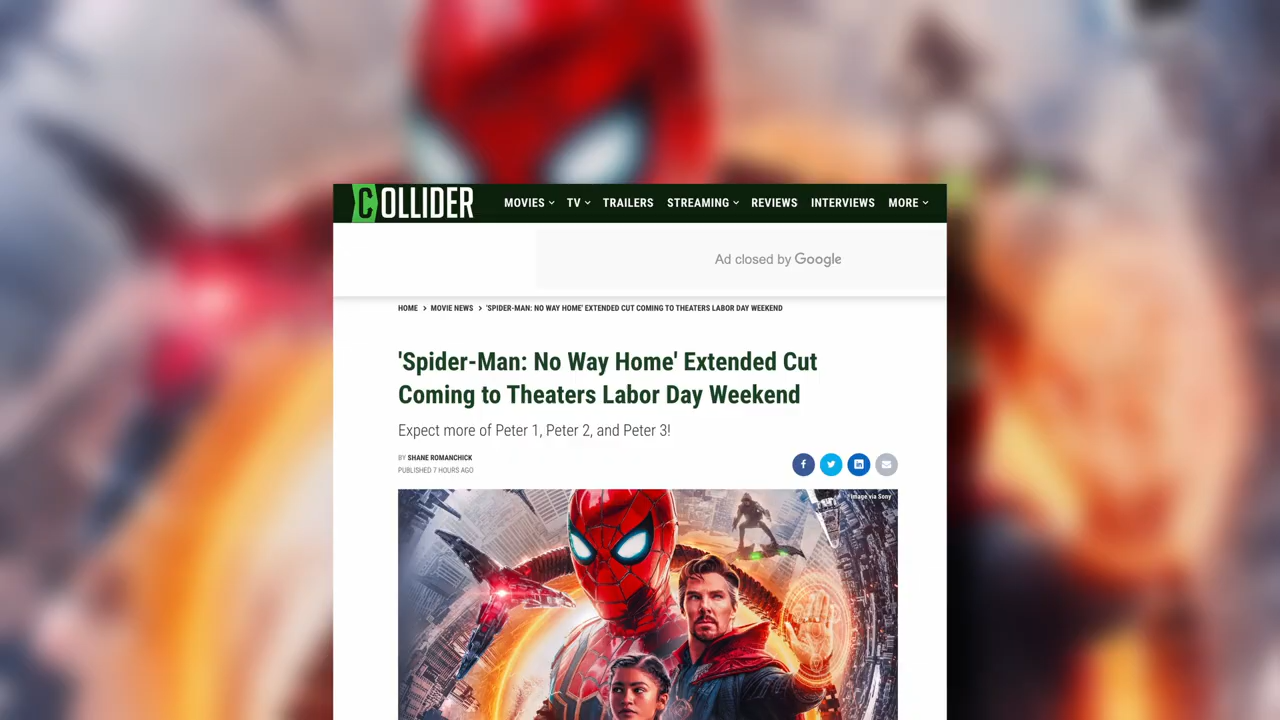 COLLIDER
MOVIES TV TRAILERS STREAMING REVIEWS INTERVIEWS MORE
Ad closed by Google
HOME > MOVIE NEWS > 'SPIDER-MAN: NO WAY HOME' EXTENDED CUT COMING TO THEATERS LABOR DAY WEEKEND
'Spider-Man: No Way Home' Extended Cut
Coming to Theaters Labor Day Weekend
Expect more of Peter 1, Peter 2, and Peter 3!
BY SHANE ROMANCHICK
PUBLISHED 7 HOURS AGO
Image via Sony